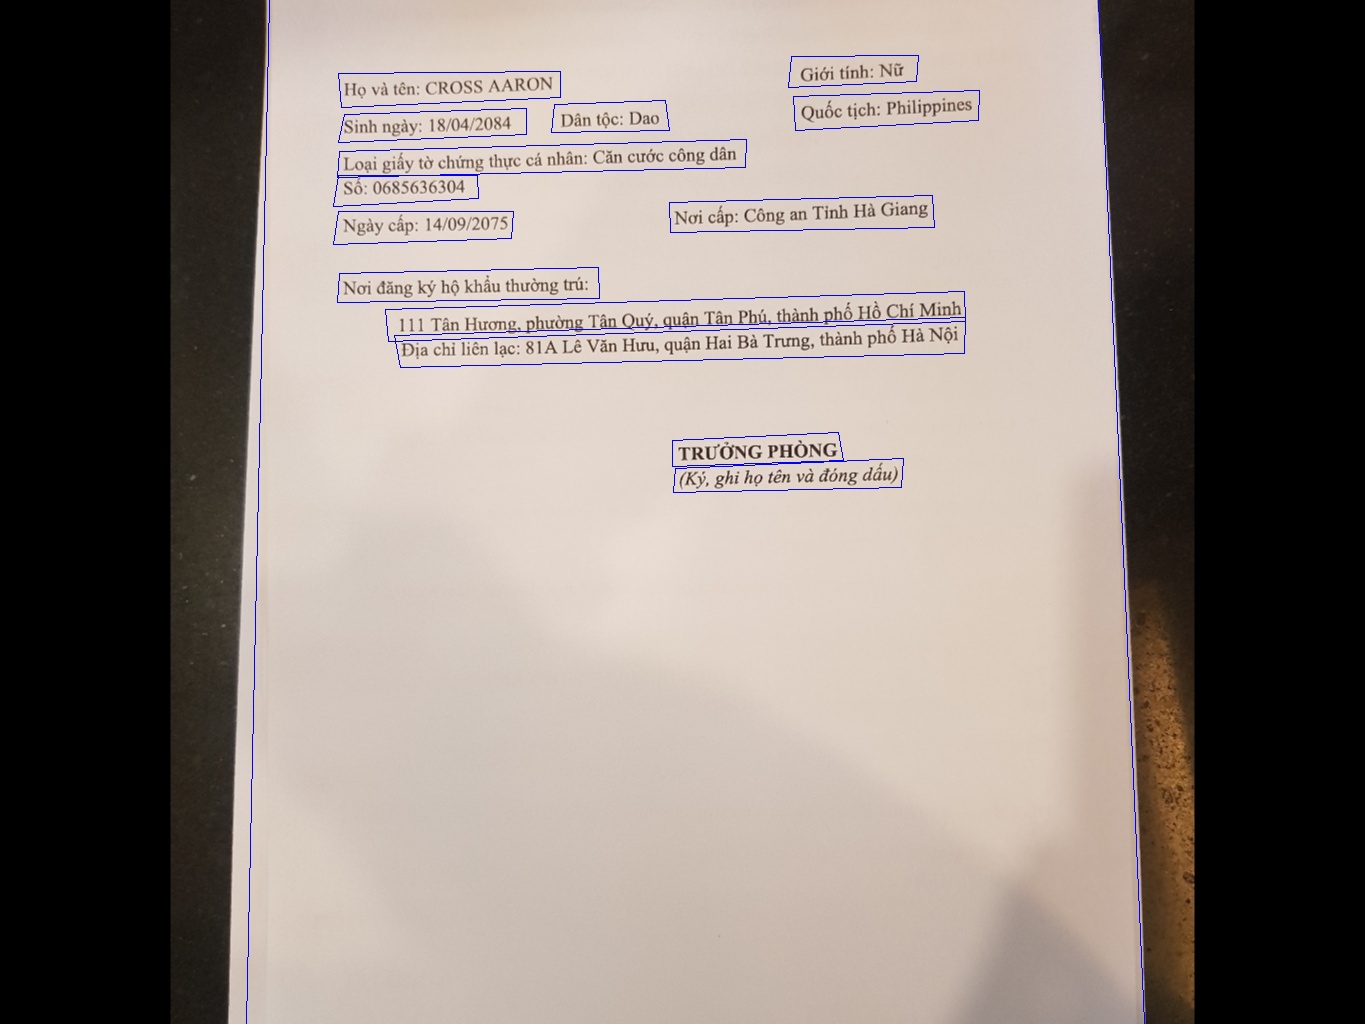 Họ và tên: CROSS AARON
Giới tính: Nữ
Sinh ngày: 18/04/2084
Dân tộc: Dao
Quốc tịch: Philippines
Loại giấy tờ chứng thực cá nhân: Căn cước công dân
Số: 0685636304
Ngày cấp: 14/09/2075
Nơi cấp: Công an Tỉnh Hà Giang
Nơi đăng ký hộ khẩu thường trú:
111 Tân Hương, phường Tân Quý, quận Tân Phú, thành phố Hồ Chí Minh
Địa chỉ liên lạc: 81A Lê Văn Hưu, quận Hai Bà Trưng, thành phố Hà Nội
TRƯỞNG PHÒNG
(Ký, ghi họ tên và đóng dấu)